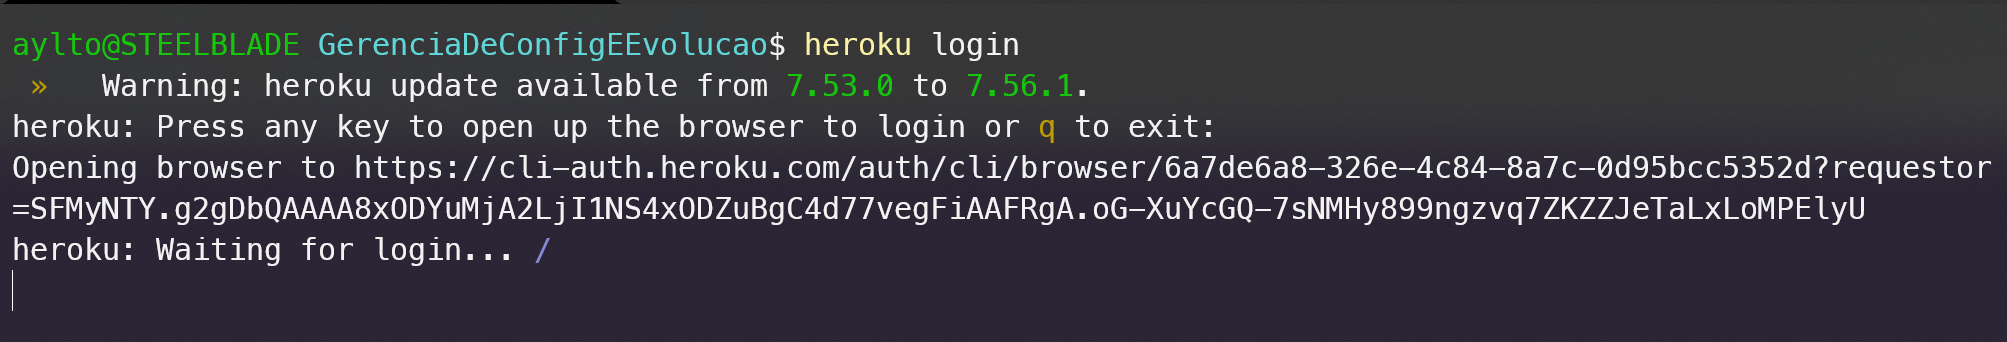 aylto@STEELBLADE GerenciaDeConfigEEvolucao$ heroku login
» Warning: heroku update available from 7.53.0 to 7.56.1.
heroku: Press any key to open up the browser to login or q to exit:
Opening browser to https://cli-auth.heroku.com/auth/cli/browser/6a7de6a8-326e-4c84-8a7c-0d95bcc5352d?requestor
=SFMyNTY.g2gDbQAAAA8xODYuMjA2LjI1NS4xODZuBgC4d77vegFiAAFRgA.oG-XuYcGQ-7sNMHy899ngzvq7ZKZZJeTaLxLoMPElyU
heroku: Waiting for login... /